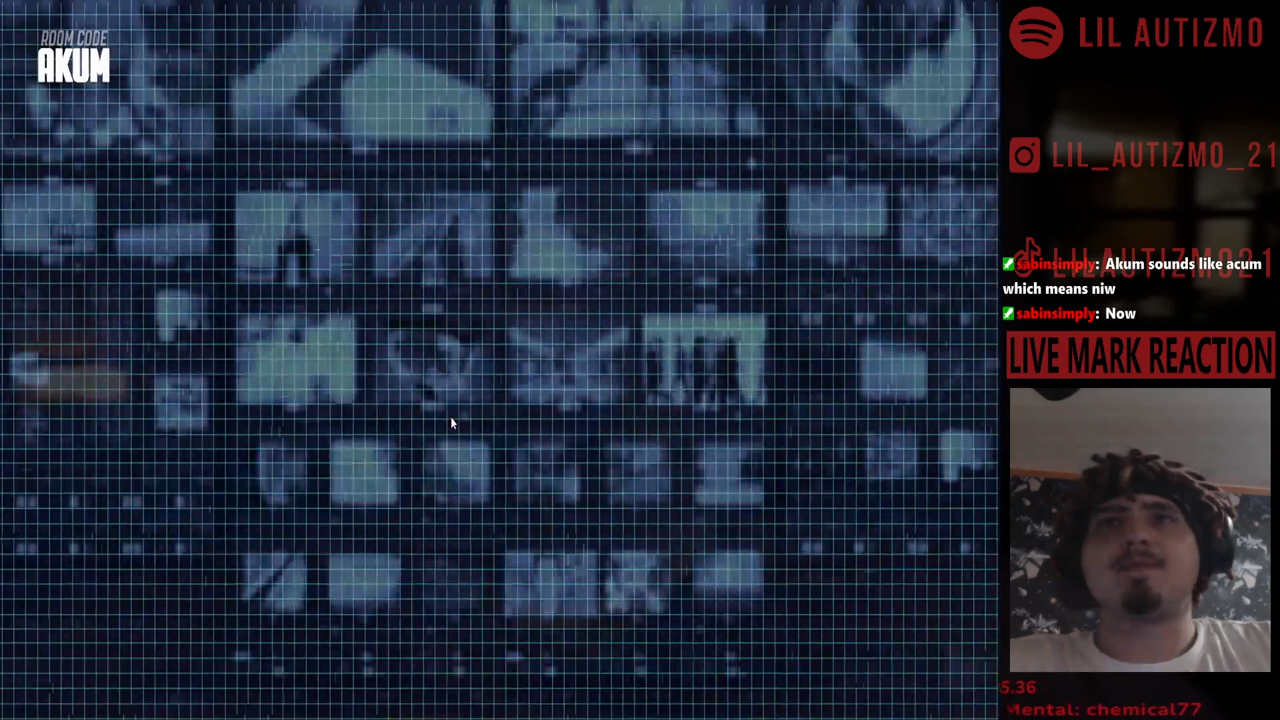 ROOM CODE
AKUM
LIL AUTIZMO
LIL_AUTIZMO_21
LILAUTIZMO21
sabinsimply: Akum sounds like acum
which means niw
sabinsimply: Now
LIVE MARK REACTION
5.36
Mental: chemical77